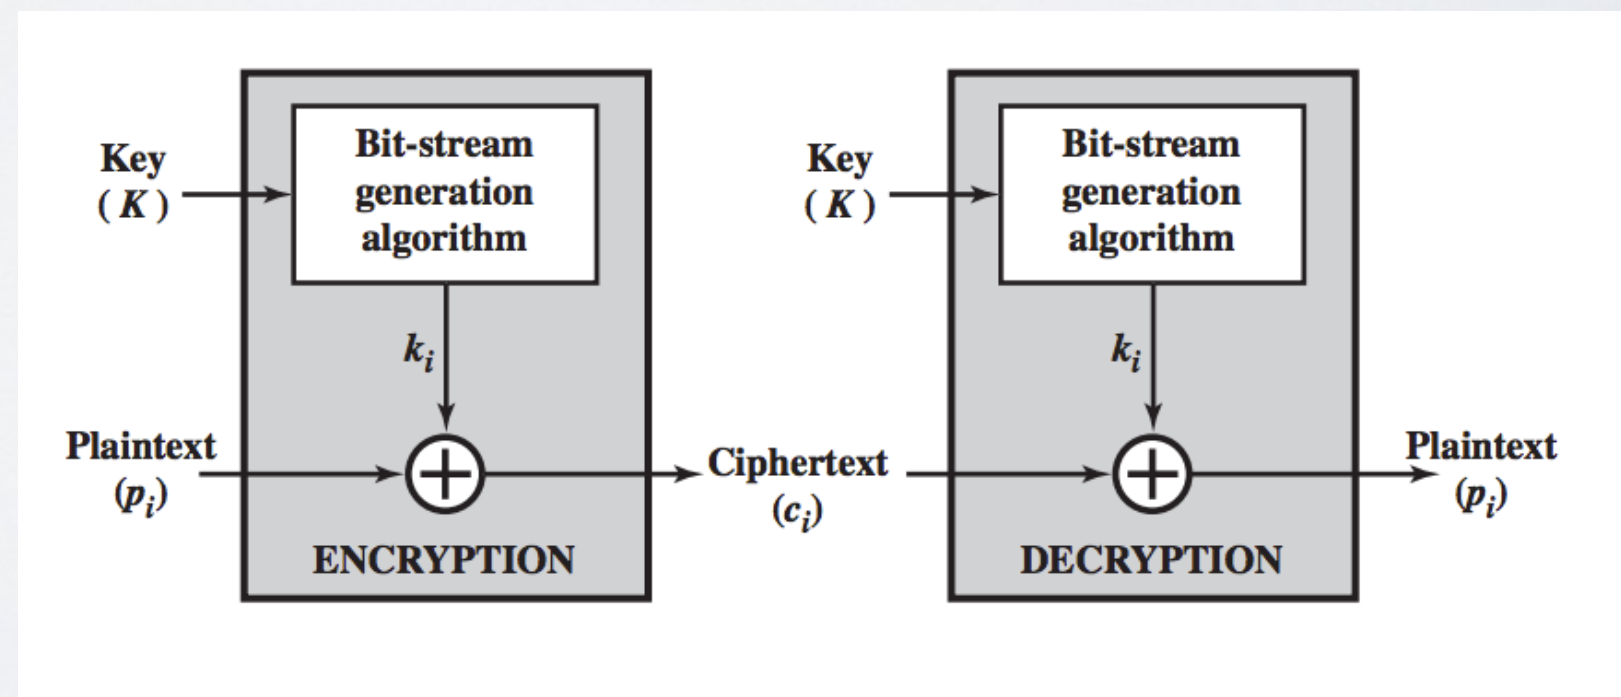 Key
( K )
Bit-stream
generation
algorithm
k_i
Plaintext
(p_i)
ENCRYPTION
Ciphertext
(c_i)
Key
( K )
Bit-stream
generation
algorithm
k_i
DECRYPTION
Plaintext
(p_i)